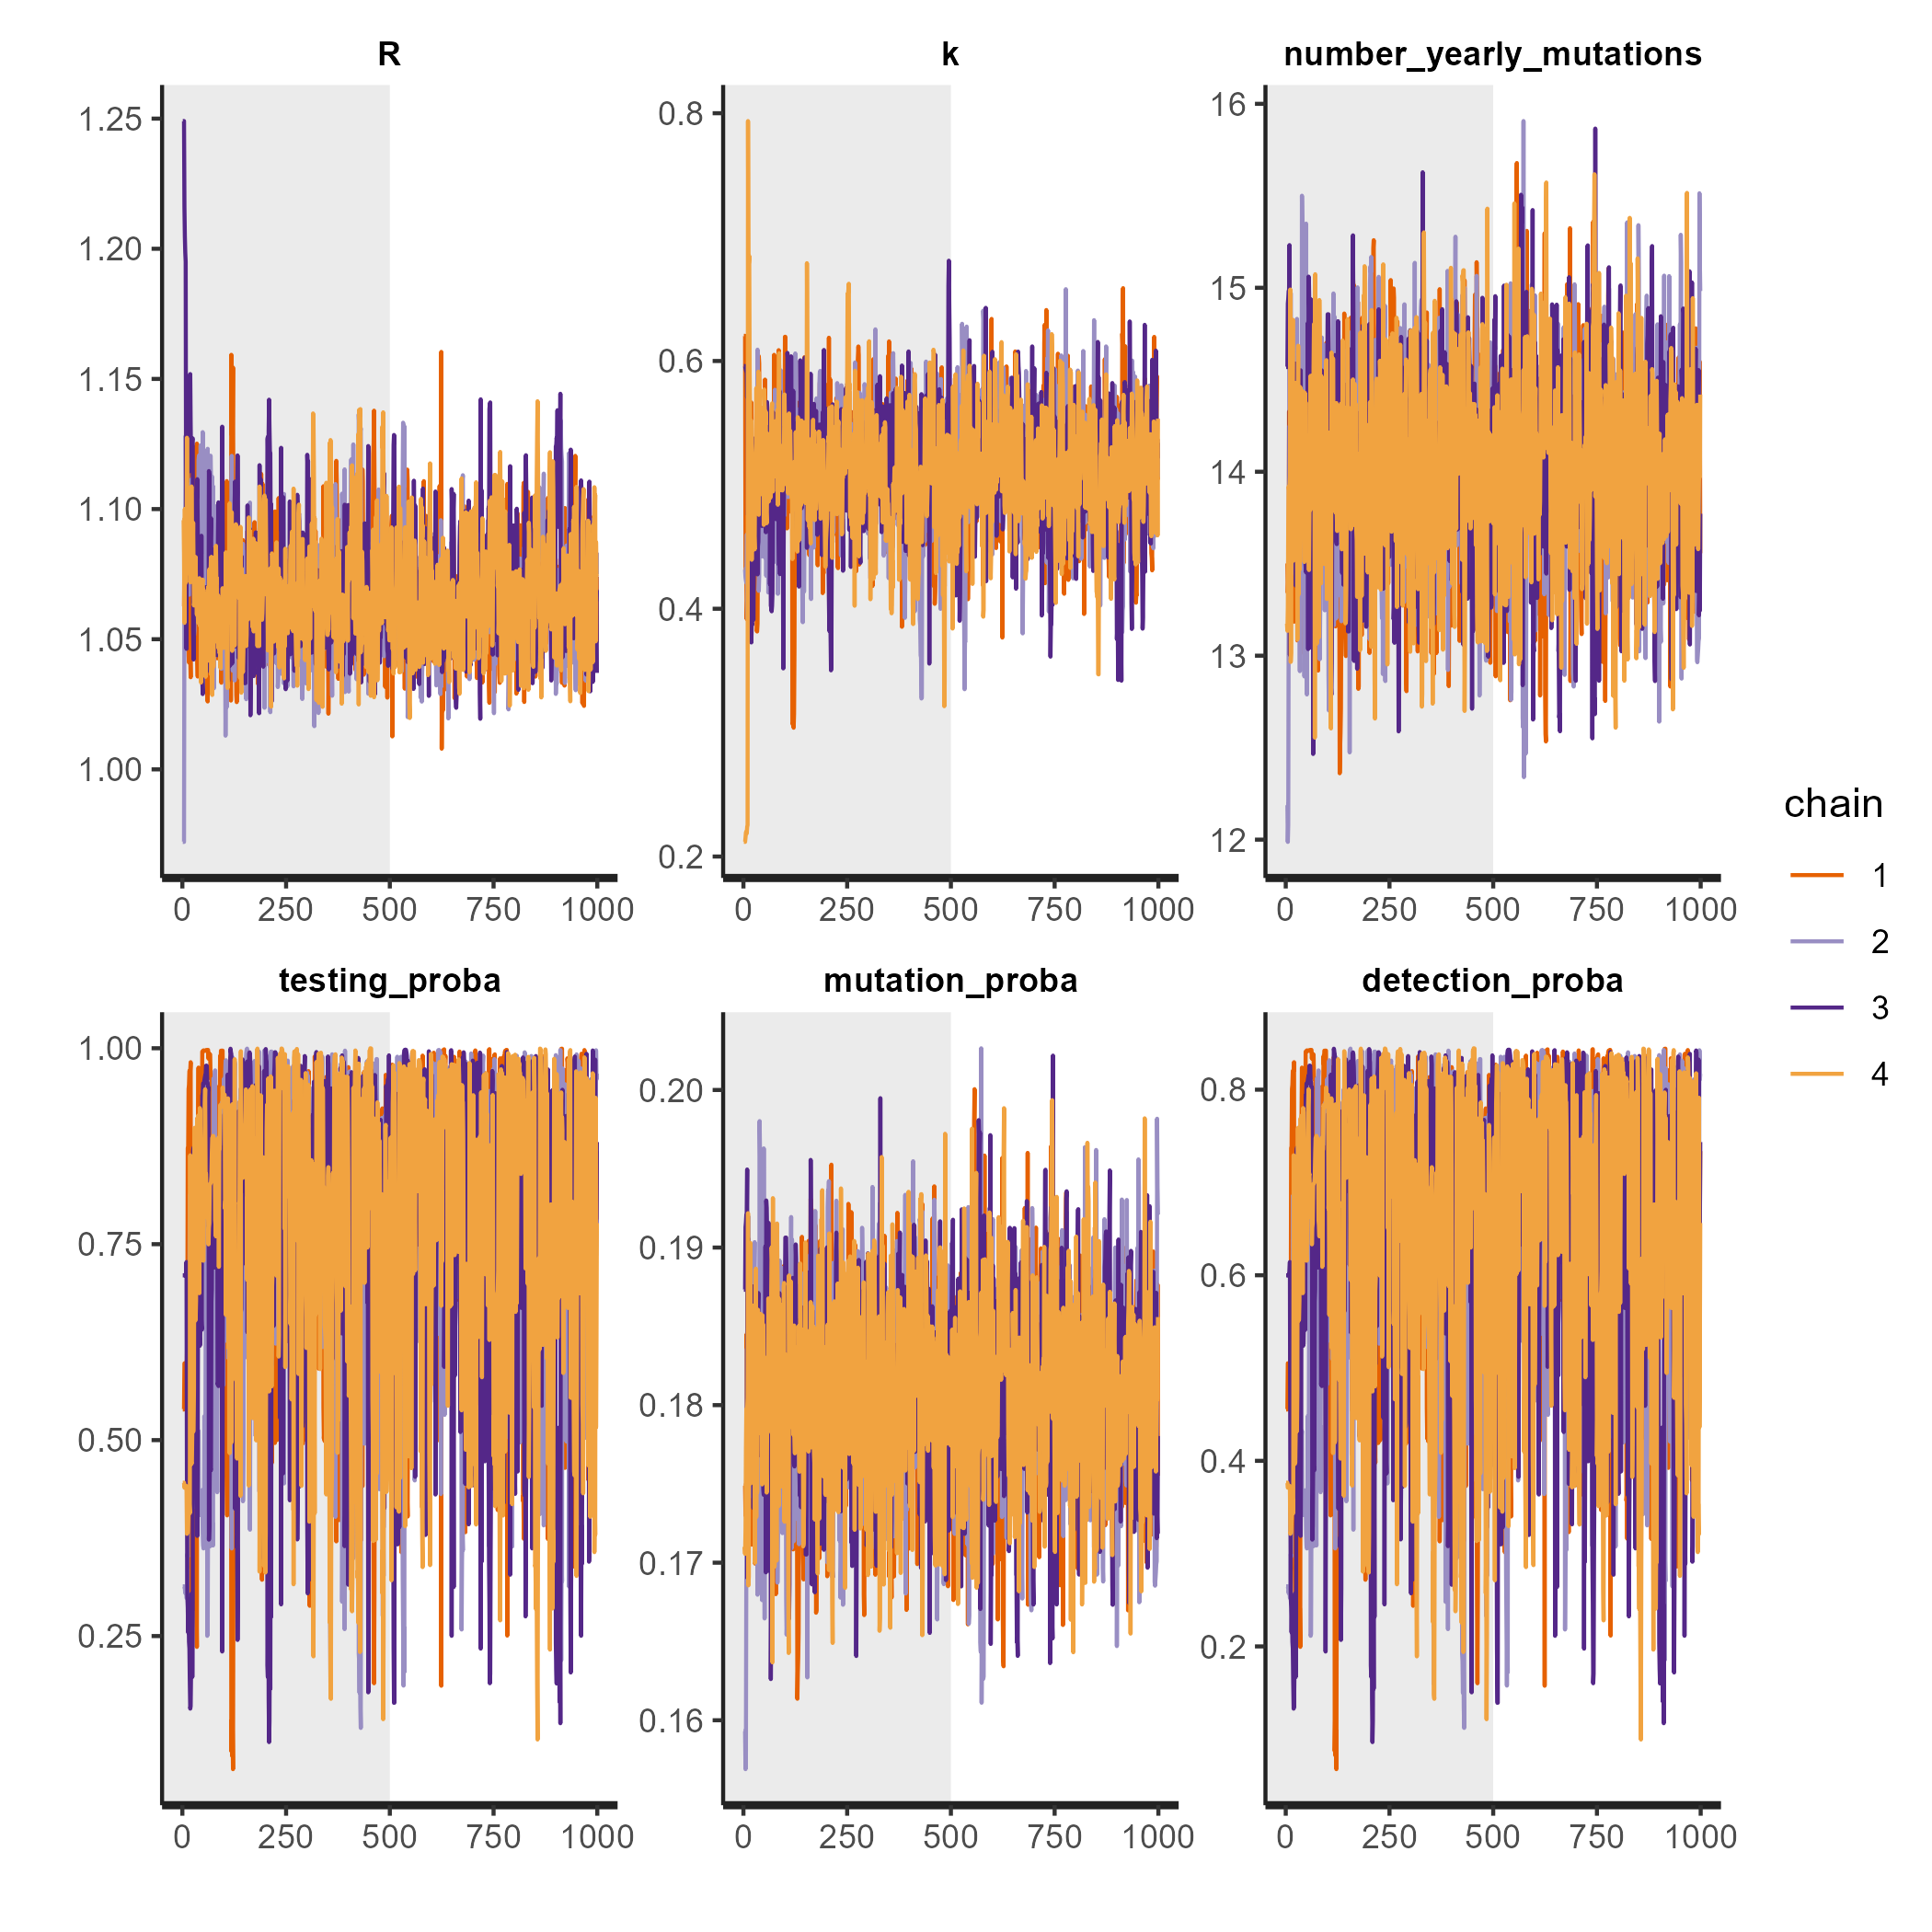 R k number_yearly_mutations
1.25 0.8 16
1.20 15
1.15 0.6 14
1.10 0.4 13
1.05 0.2 12
1.00
0 250 500 750 1000 0 250 500 750 1000 0 250 500 750 1000
testing_proba mutation_proba detection_proba
1.00 0.20 0.8
0.75 0.19 0.6
0.50 0.18 0.4
0.25 0.17 0.2
0.16
0 250 500 750 1000 0 250 500 750 1000 0 250 500 750 1000
chain
1
2
3
4